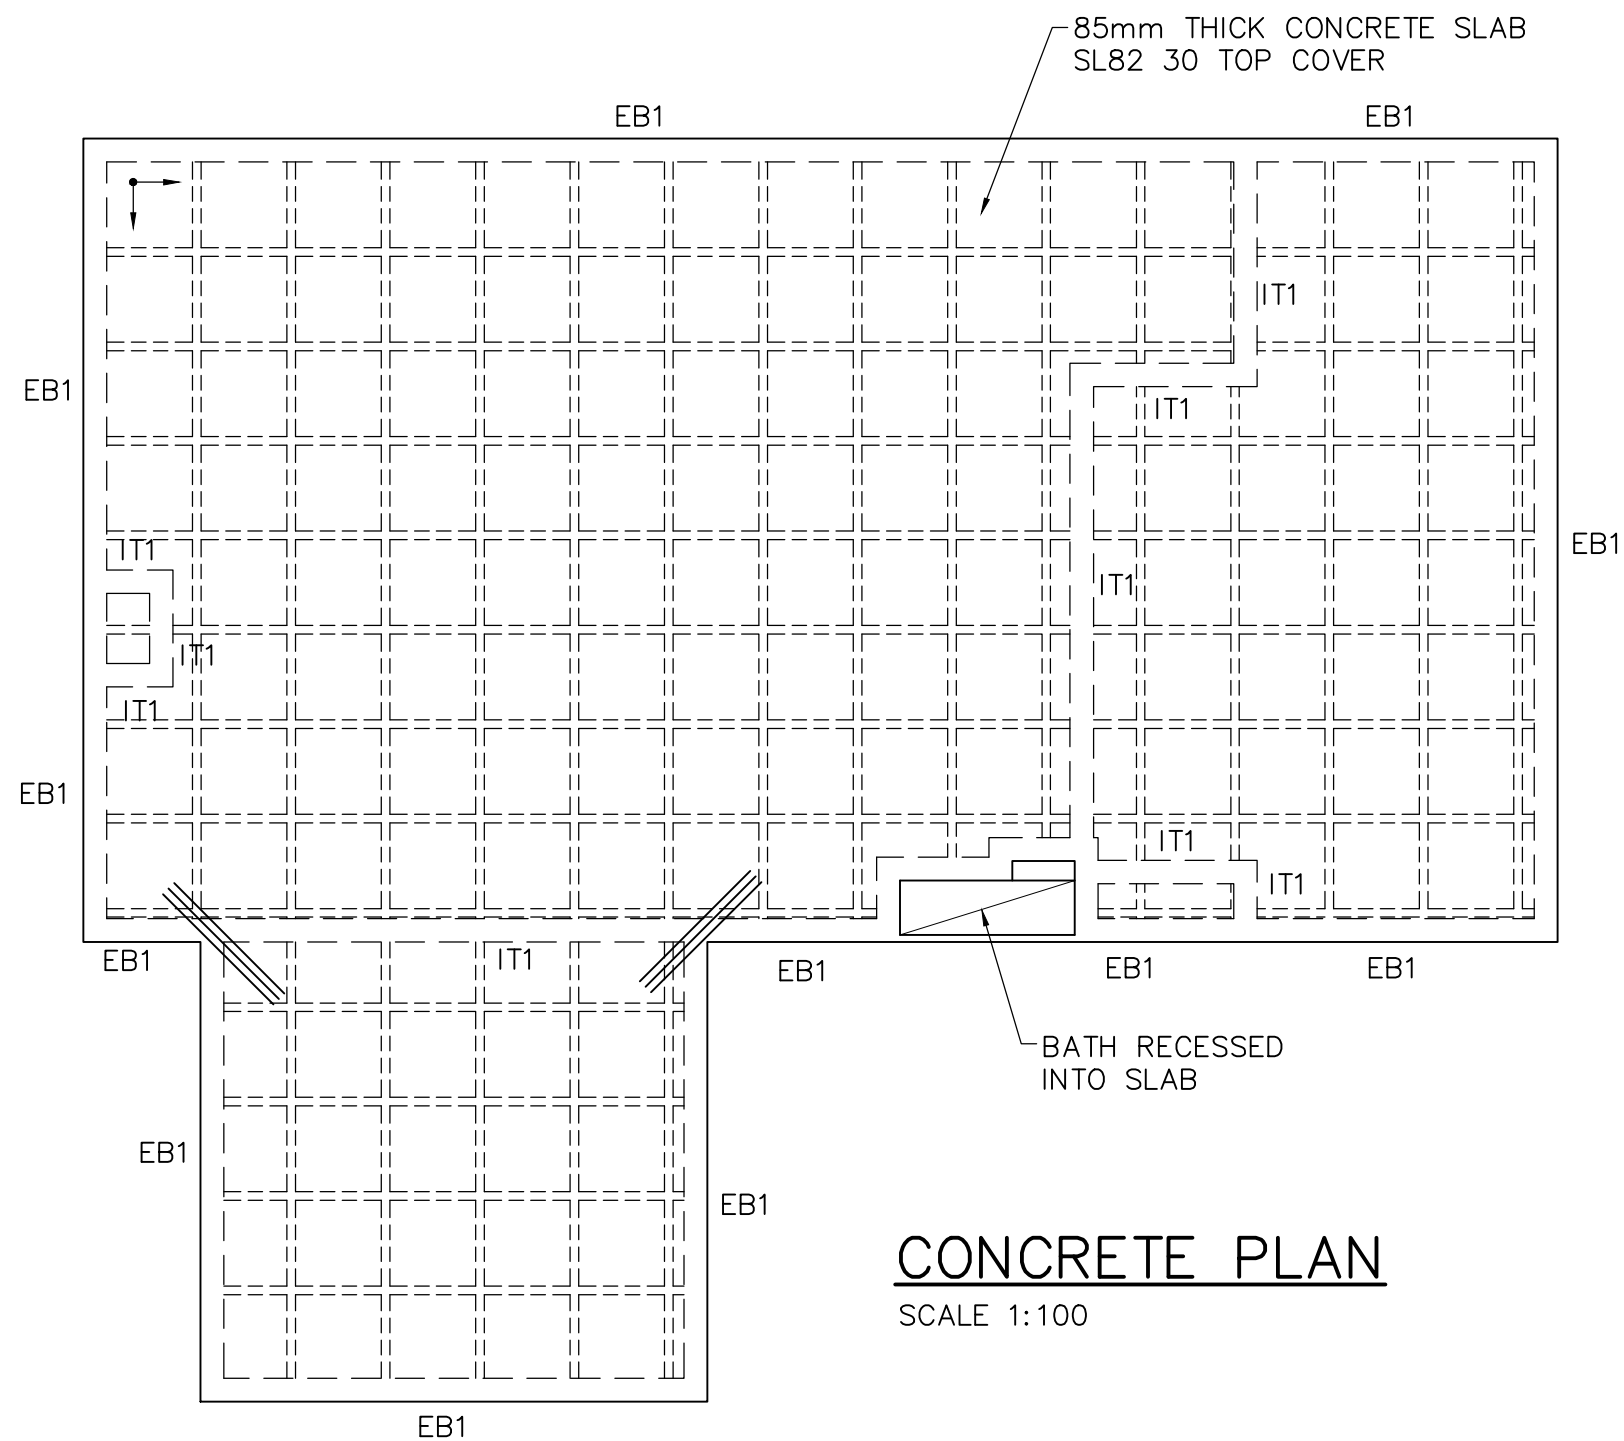 85mm THICK CONCRETE SLAB
SL82 30 TOP COVER
EB1
EB1
IT1
EB1
IT1
EB1
IT1
IT1
IT1
IT1
EB1
IT1
IT1
EB1
IT1
EB1
EB1
EB1
BATH RECESSED
INTO SLAB
EB1
EB1
CONCRETE PLAN
SCALE 1:100
EB1